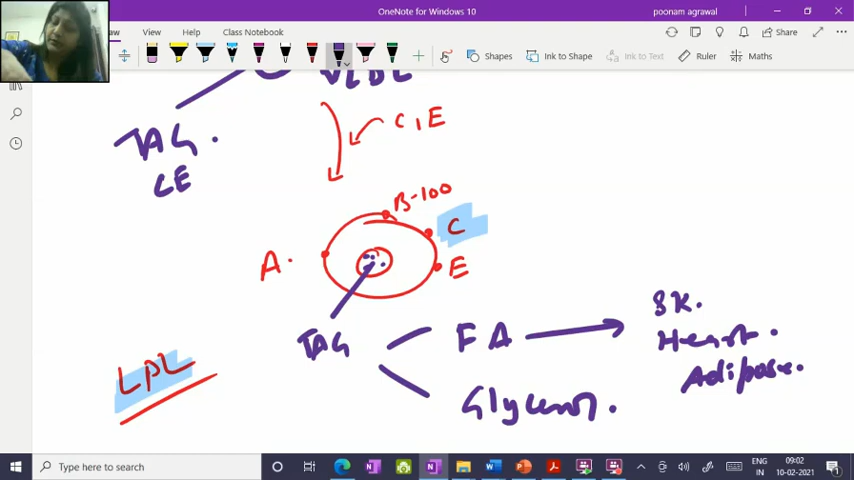 OneNote for Windows 10
poonam agrawal
View
Help
Class Notebook
Share
Shapes
Ink to Shape
Ink to Text
Ruler
Maths
VLDL
C, E
TAG.
CE
B-100
C
A.
E
TAG
FA
SK.
Heart.
Adipose.
LPL
Glycerol.
Type here to search
ENG
IN
09:02
10-02-2021